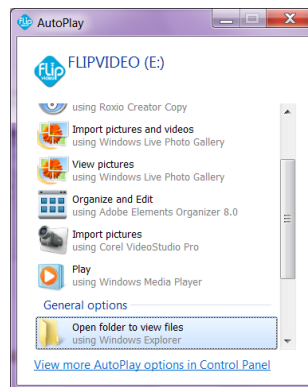 AutoPlay
flip
FLIPVIDEO (E:)
using Roxio Creator Copy
Import pictures and videos
using Windows Live Photo Gallery
View pictures
using Windows Live Photo Gallery
Organize and Edit
using Adobe Elements Organizer 8.0
Import pictures
using Corel VideoStudio Pro
Play
using Windows Media Player
General options
Open folder to view files
using Windows Explorer
View more AutoPlay options in Control Panel